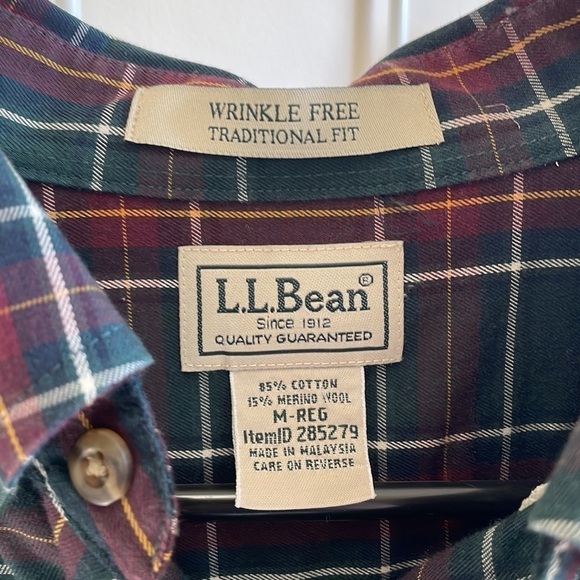 WRINKLE FREE
TRADITIONAL FIT
L.L.Bean®
Since 1912
QUALITY GUARANTEED
85% COTTON
15% MERINO WOOL
M-REG
ItemID 285279
MADE IN MALAYSIA
CARE ON REVERSE